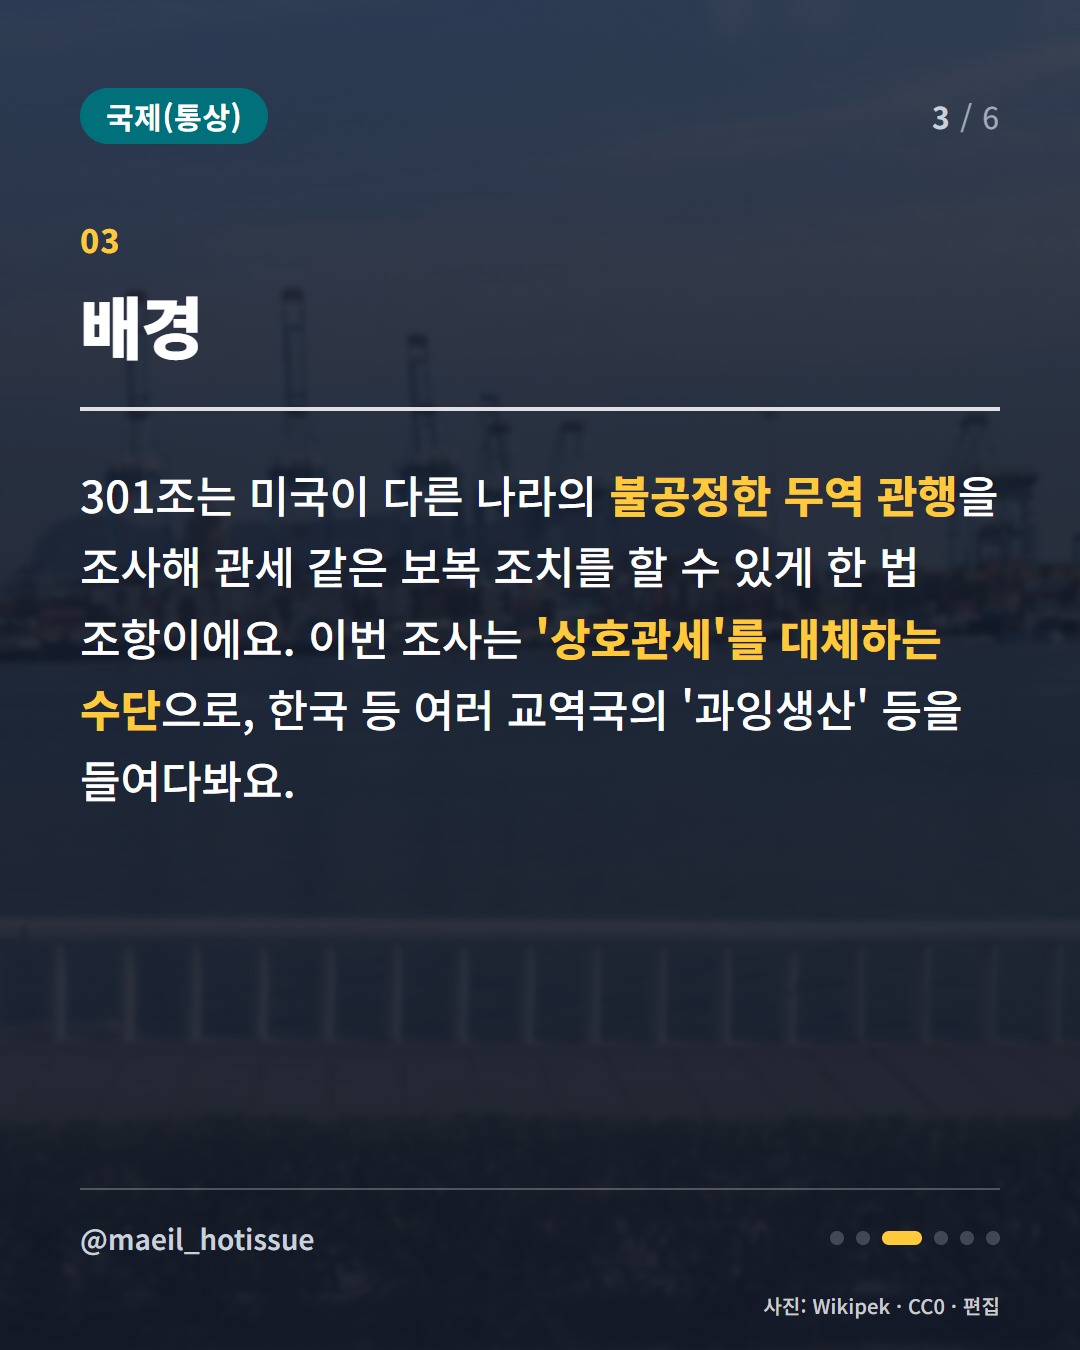 국제(통상)
3 / 6
03
배경
301조는 미국이 다른 나라의 불공정한 무역 관행을
조사해 관세 같은 보복 조치를 할 수 있게 한 법
조항이에요. 이번 조사는 '상호관세'를 대체하는
수단으로, 한국 등 여러 교역국의 '과잉생산' 등을
들여다봐요.
@maeil_hotissue
사진: Wikipek · CC0 · 편집